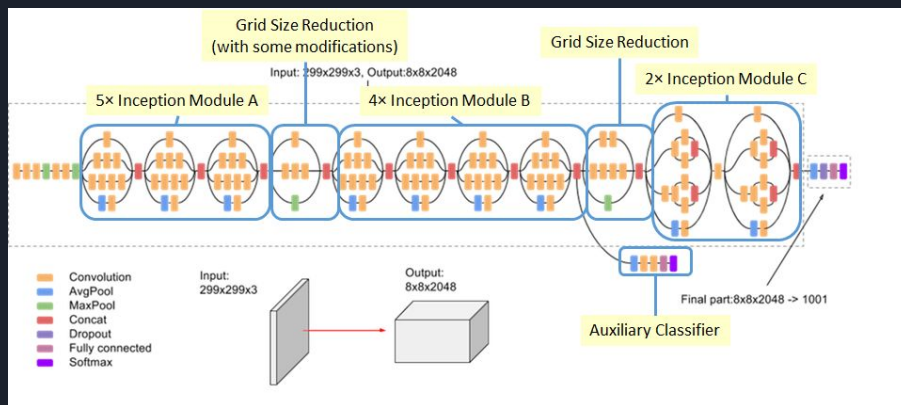 Grid Size Reduction
(with some modifications)
Grid Size Reduction
Input: 299x299x3, Output:8x8x2048
2× Inception Module C
5× Inception Module A
4× Inception Module B
Convolution
AvgPool
MaxPool
Concat
Dropout
Fully connected
Softmax
Input:
299x299x3
Output:
8x8x2048
Final part:8x8x2048 -> 1001
Auxiliary Classifier